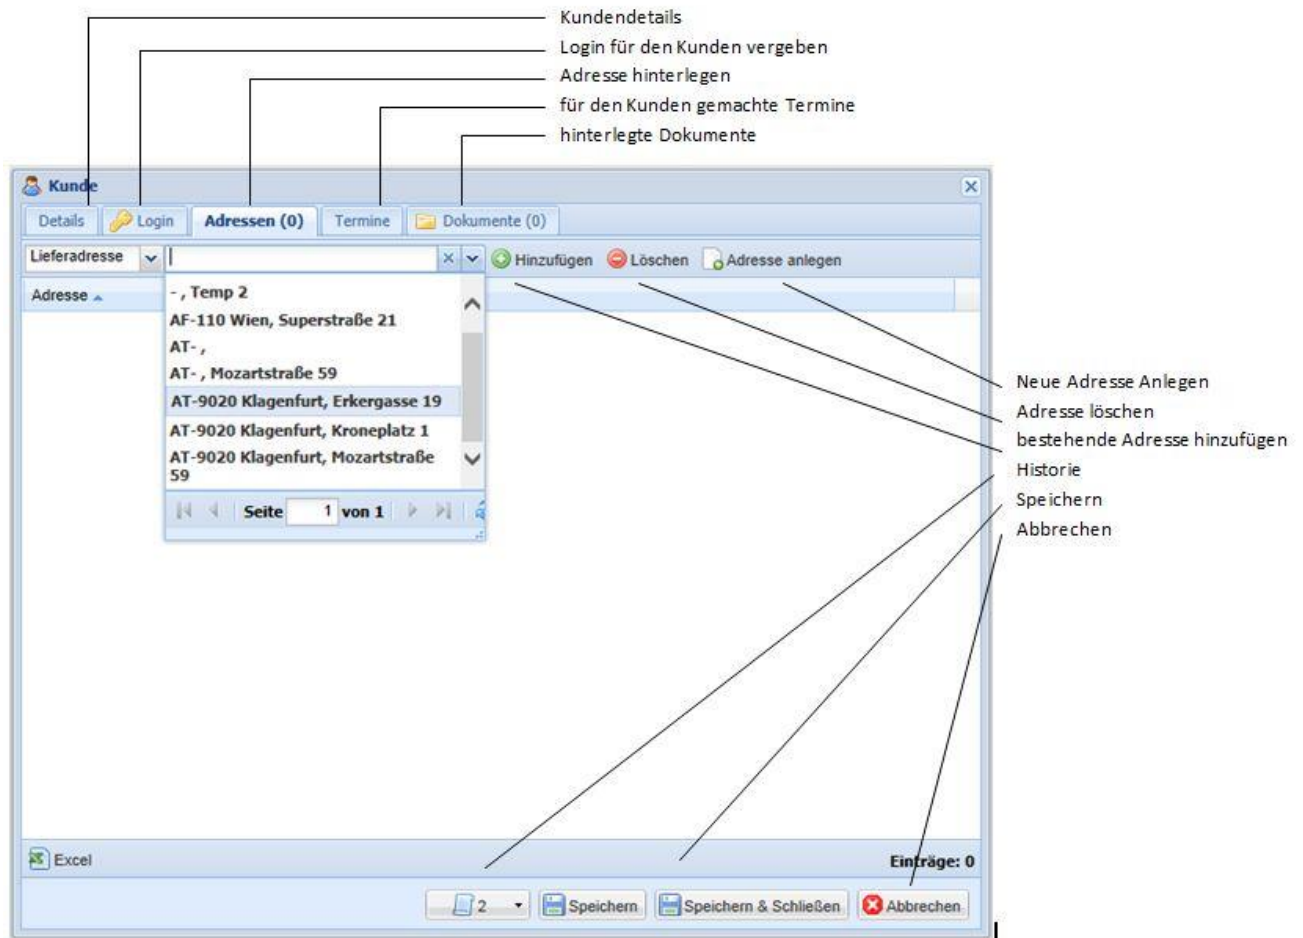 Kundendetails
Login für den Kunden vergeben
Adresse hinterlegen
für den Kunden gemachte Termine
hinterlegte Dokumente
Kunde
Details Login Adressen (0) Termine Dokumente (0)
Lieferadresse Hinzufügen Löschen Adresse anlegen
Adresse
- , Temp 2
AF-110 Wien, Superstraße 21
AT- ,
AT- , Mozartstraße 59
AT-9020 Klagenfurt, Erkergasse 19
AT-9020 Klagenfurt, Kroneplatz 1
AT-9020 Klagenfurt, Mozartstraße
59
Seite 1 von 1
Neue Adresse Anlegen
Adresse löschen
bestehende Adresse hinzufügen
Historie
Speichern
Abbrechen
Excel Einträge: 0
2 Speichern Speichern & Schließen Abbrechen